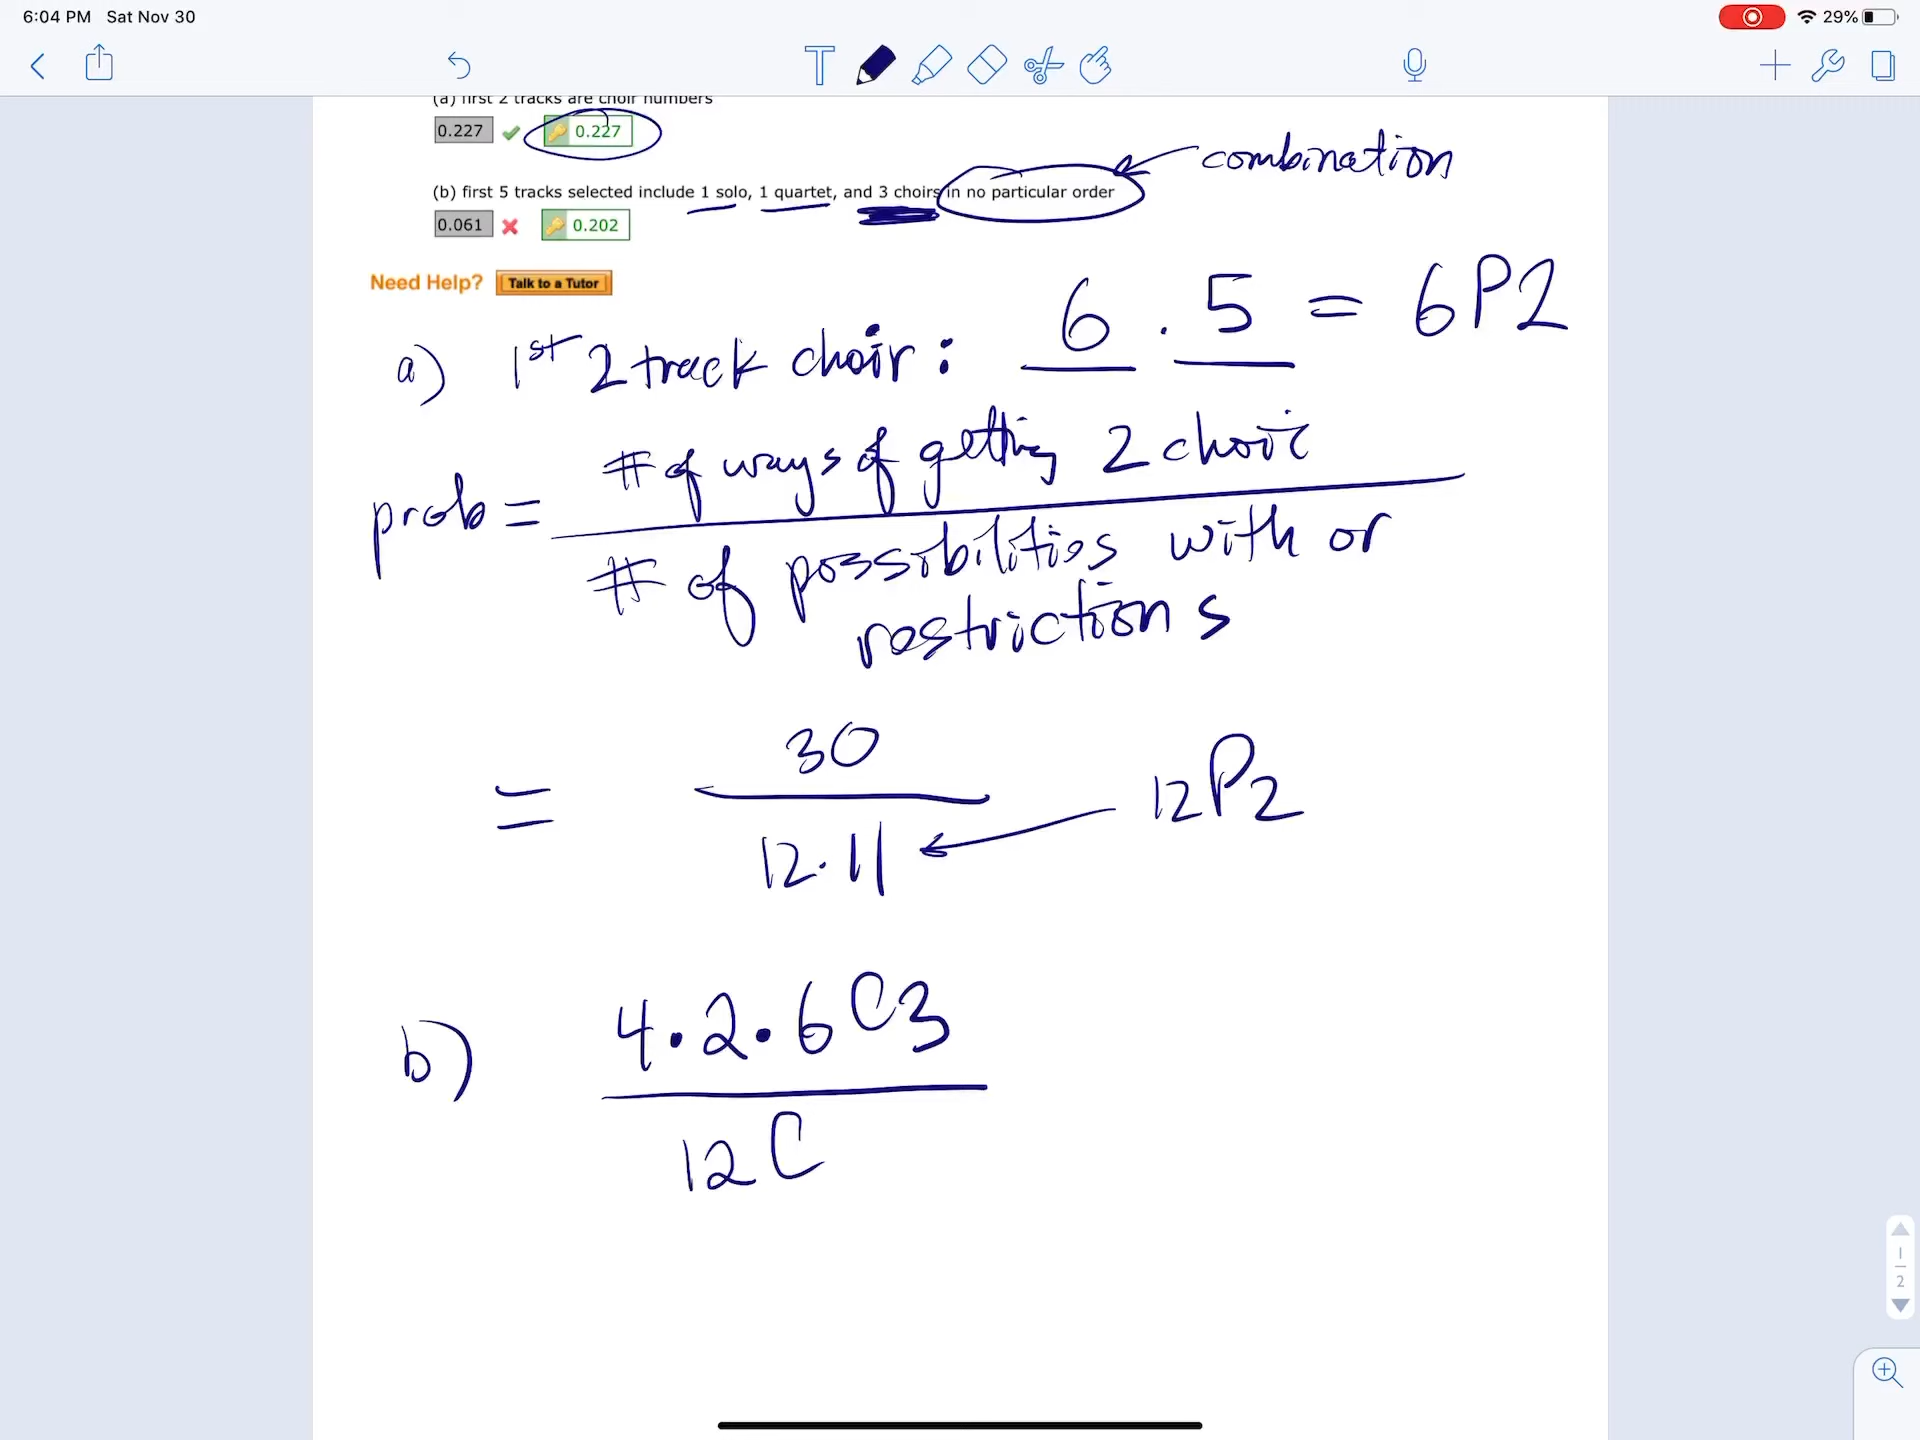 6:04 PM Sat Nov 30
29%
T
(a) first 2 tracks are choir numbers
0.227 0.227
combination
(b) first 5 tracks selected include 1 solo, 1 quartet, and 3 choirs in no particular order
0.061 0.202
Need Help? Talk to a Tutor
a) 1st 2 track choir : 6 . 5 = 6P2
# of ways of getting 2 choir
prob =
# of possibilities with or
restrictions
30
=
12.11
12P2
4.2.6C3
b)
12C
1
2